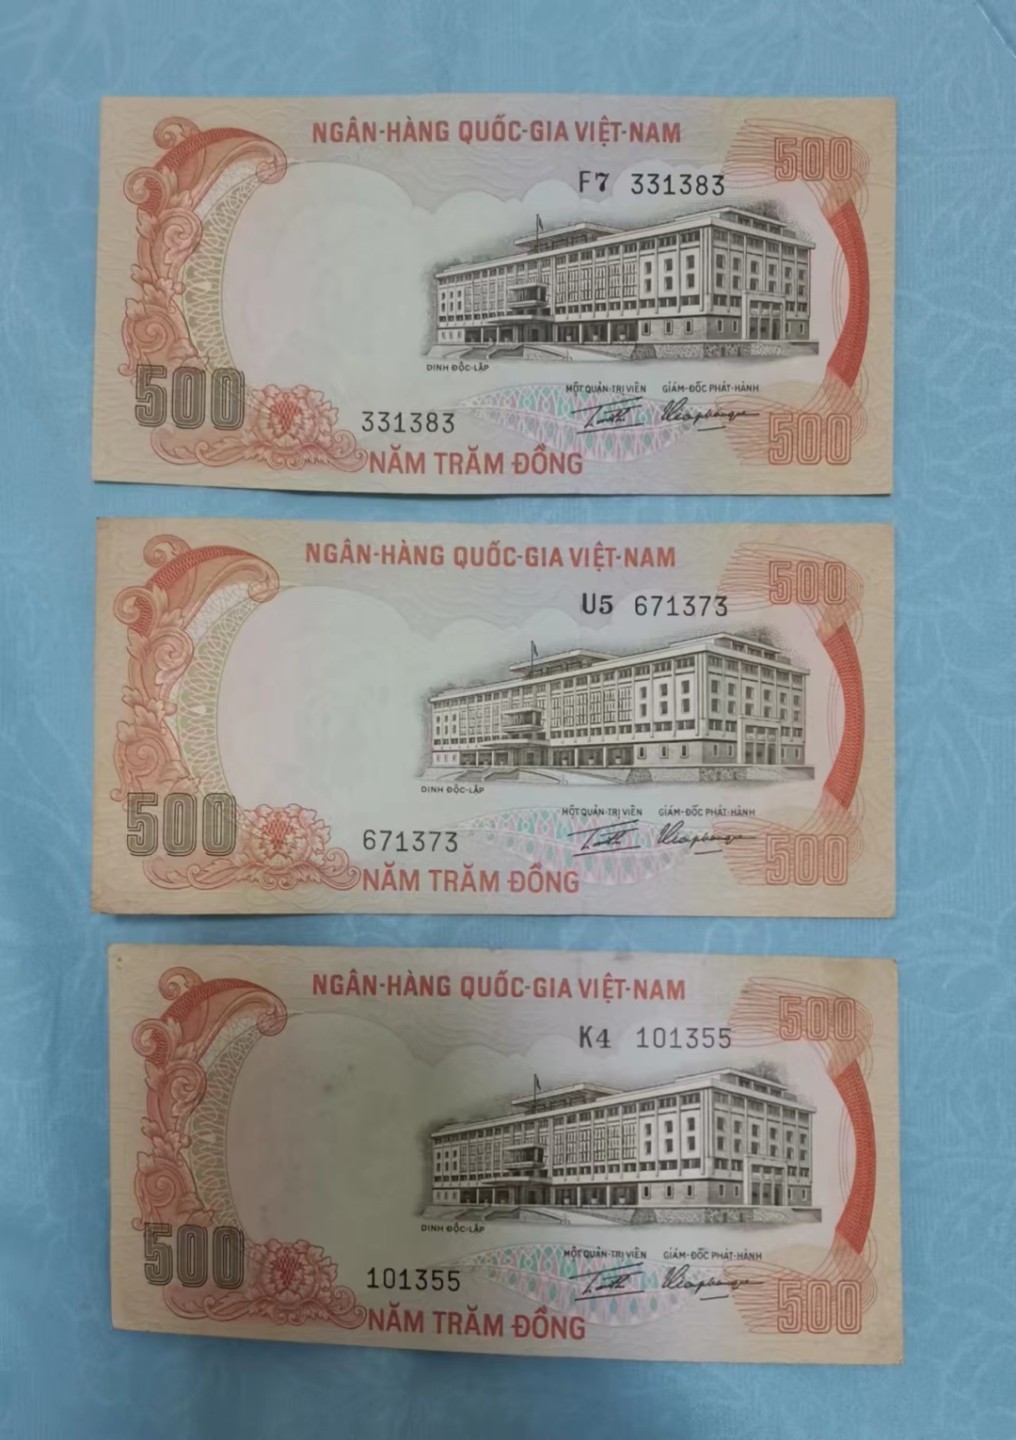 NGÂN-HÀNG QUỐC-GIA VIỆT-NAM
500
F7 331383
DINH ĐỘC-LẬP
MỘT QUẢN-TRỊ VIÊN GIÁM-ĐỐC PHÁT-HÀNH
500
331383
500
NĂM TRĂM ĐỒNG
NGÂN-HÀNG QUỐC-GIA VIỆT-NAM
500
U5 671373
DINH ĐỘC-LẬP
MỘT QUẢN-TRỊ VIÊN GIÁM-ĐỐC PHÁT-HÀNH
500
671373
500
NĂM TRĂM ĐỒNG
NGÂN-HÀNG QUỐC-GIA VIỆT-NAM
500
K4 101355
DINH ĐỘC-LẬP
MỘT QUẢN-TRỊ VIÊN GIÁM-ĐỐC PHÁT-HÀNH
500
101355
500
NĂM TRĂM ĐỒNG